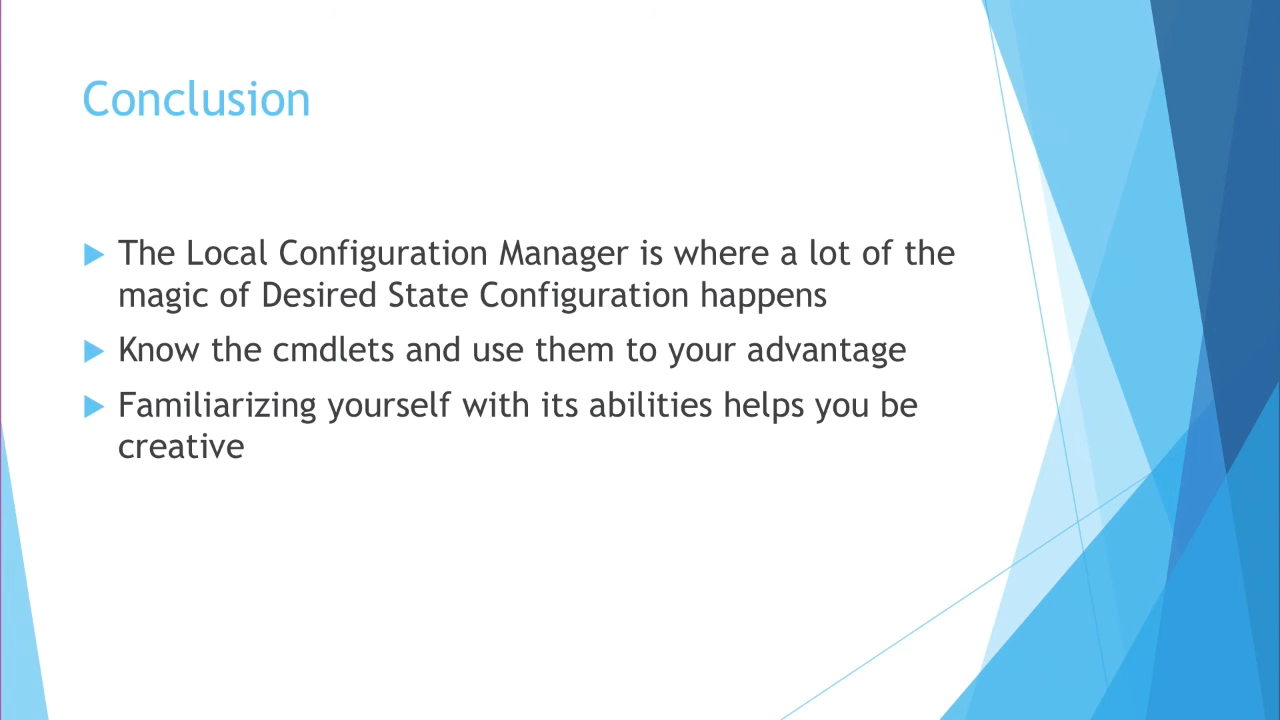 Conclusion
The Local Configuration Manager is where a lot of the
magic of Desired State Configuration happens
Know the cmdlets and use them to your advantage
Familiarizing yourself with its abilities helps you be
creative